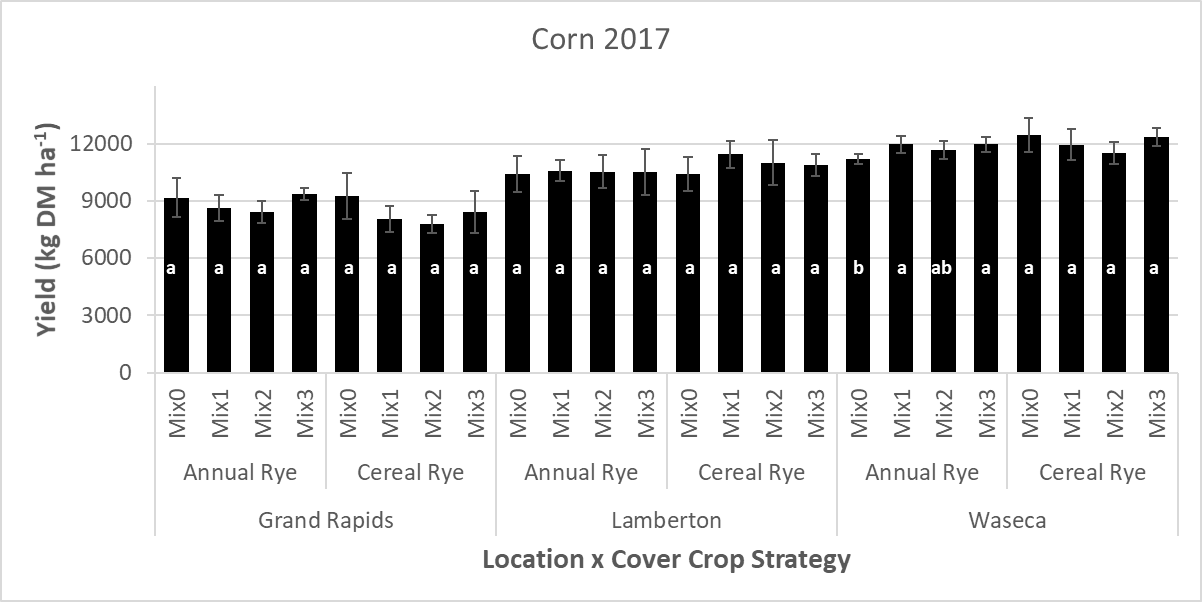 Corn 2017
Yield (kg DM ha-1)
12000
9000
6000
3000
0
a a a a a a a a a a a a a a a a b a ab a a a a a
Mix0 Mix1 Mix2 Mix3 Mix0 Mix1 Mix2 Mix3 Mix0 Mix1 Mix2 Mix3 Mix0 Mix1 Mix2 Mix3 Mix0 Mix1 Mix2 Mix3 Mix0 Mix1 Mix2 Mix3
Annual Rye Cereal Rye Annual Rye Cereal Rye Annual Rye Cereal Rye
Grand Rapids Lamberton Waseca
Location x Cover Crop Strategy